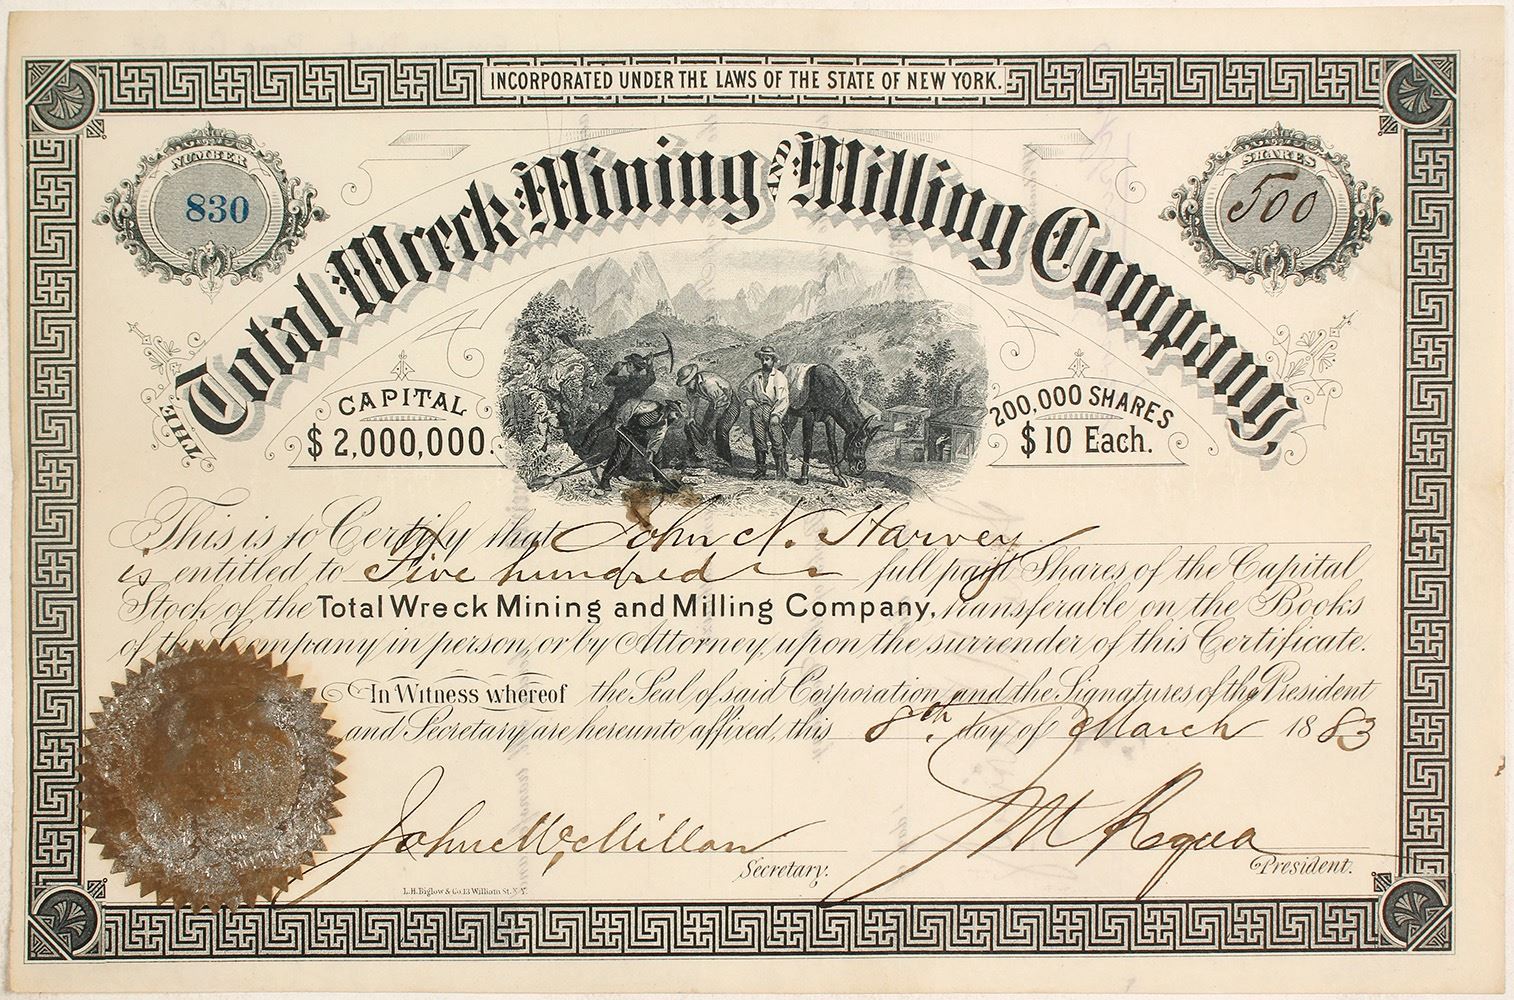 INCORPORATED UNDER THE LAWS OF THE STATE OF NEW YORK.
NUMBER
830
SHARES
500
THE Total Wreck Mining AND Milling Company
CAPITAL
$ 2,000,000.
200,000 SHARES
$ 10 Each.
This is to Certify that John N. Harvey
is entitled to Five hundred full paid Shares of the Capital
Stock of the Total Wreck Mining and Milling Company, transferable on the Books
of the Company in person, or by Attorney, upon the surrender of this Certificate.
In Witness whereof the Seal of said Corporation and the Signatures of the President
and Secretary are hereunto affixed, this 8th. day of March 1883
John McMillan
Secretary.
M Requa
President.
L.H. Biglow & Co. 13 William St. N.Y.